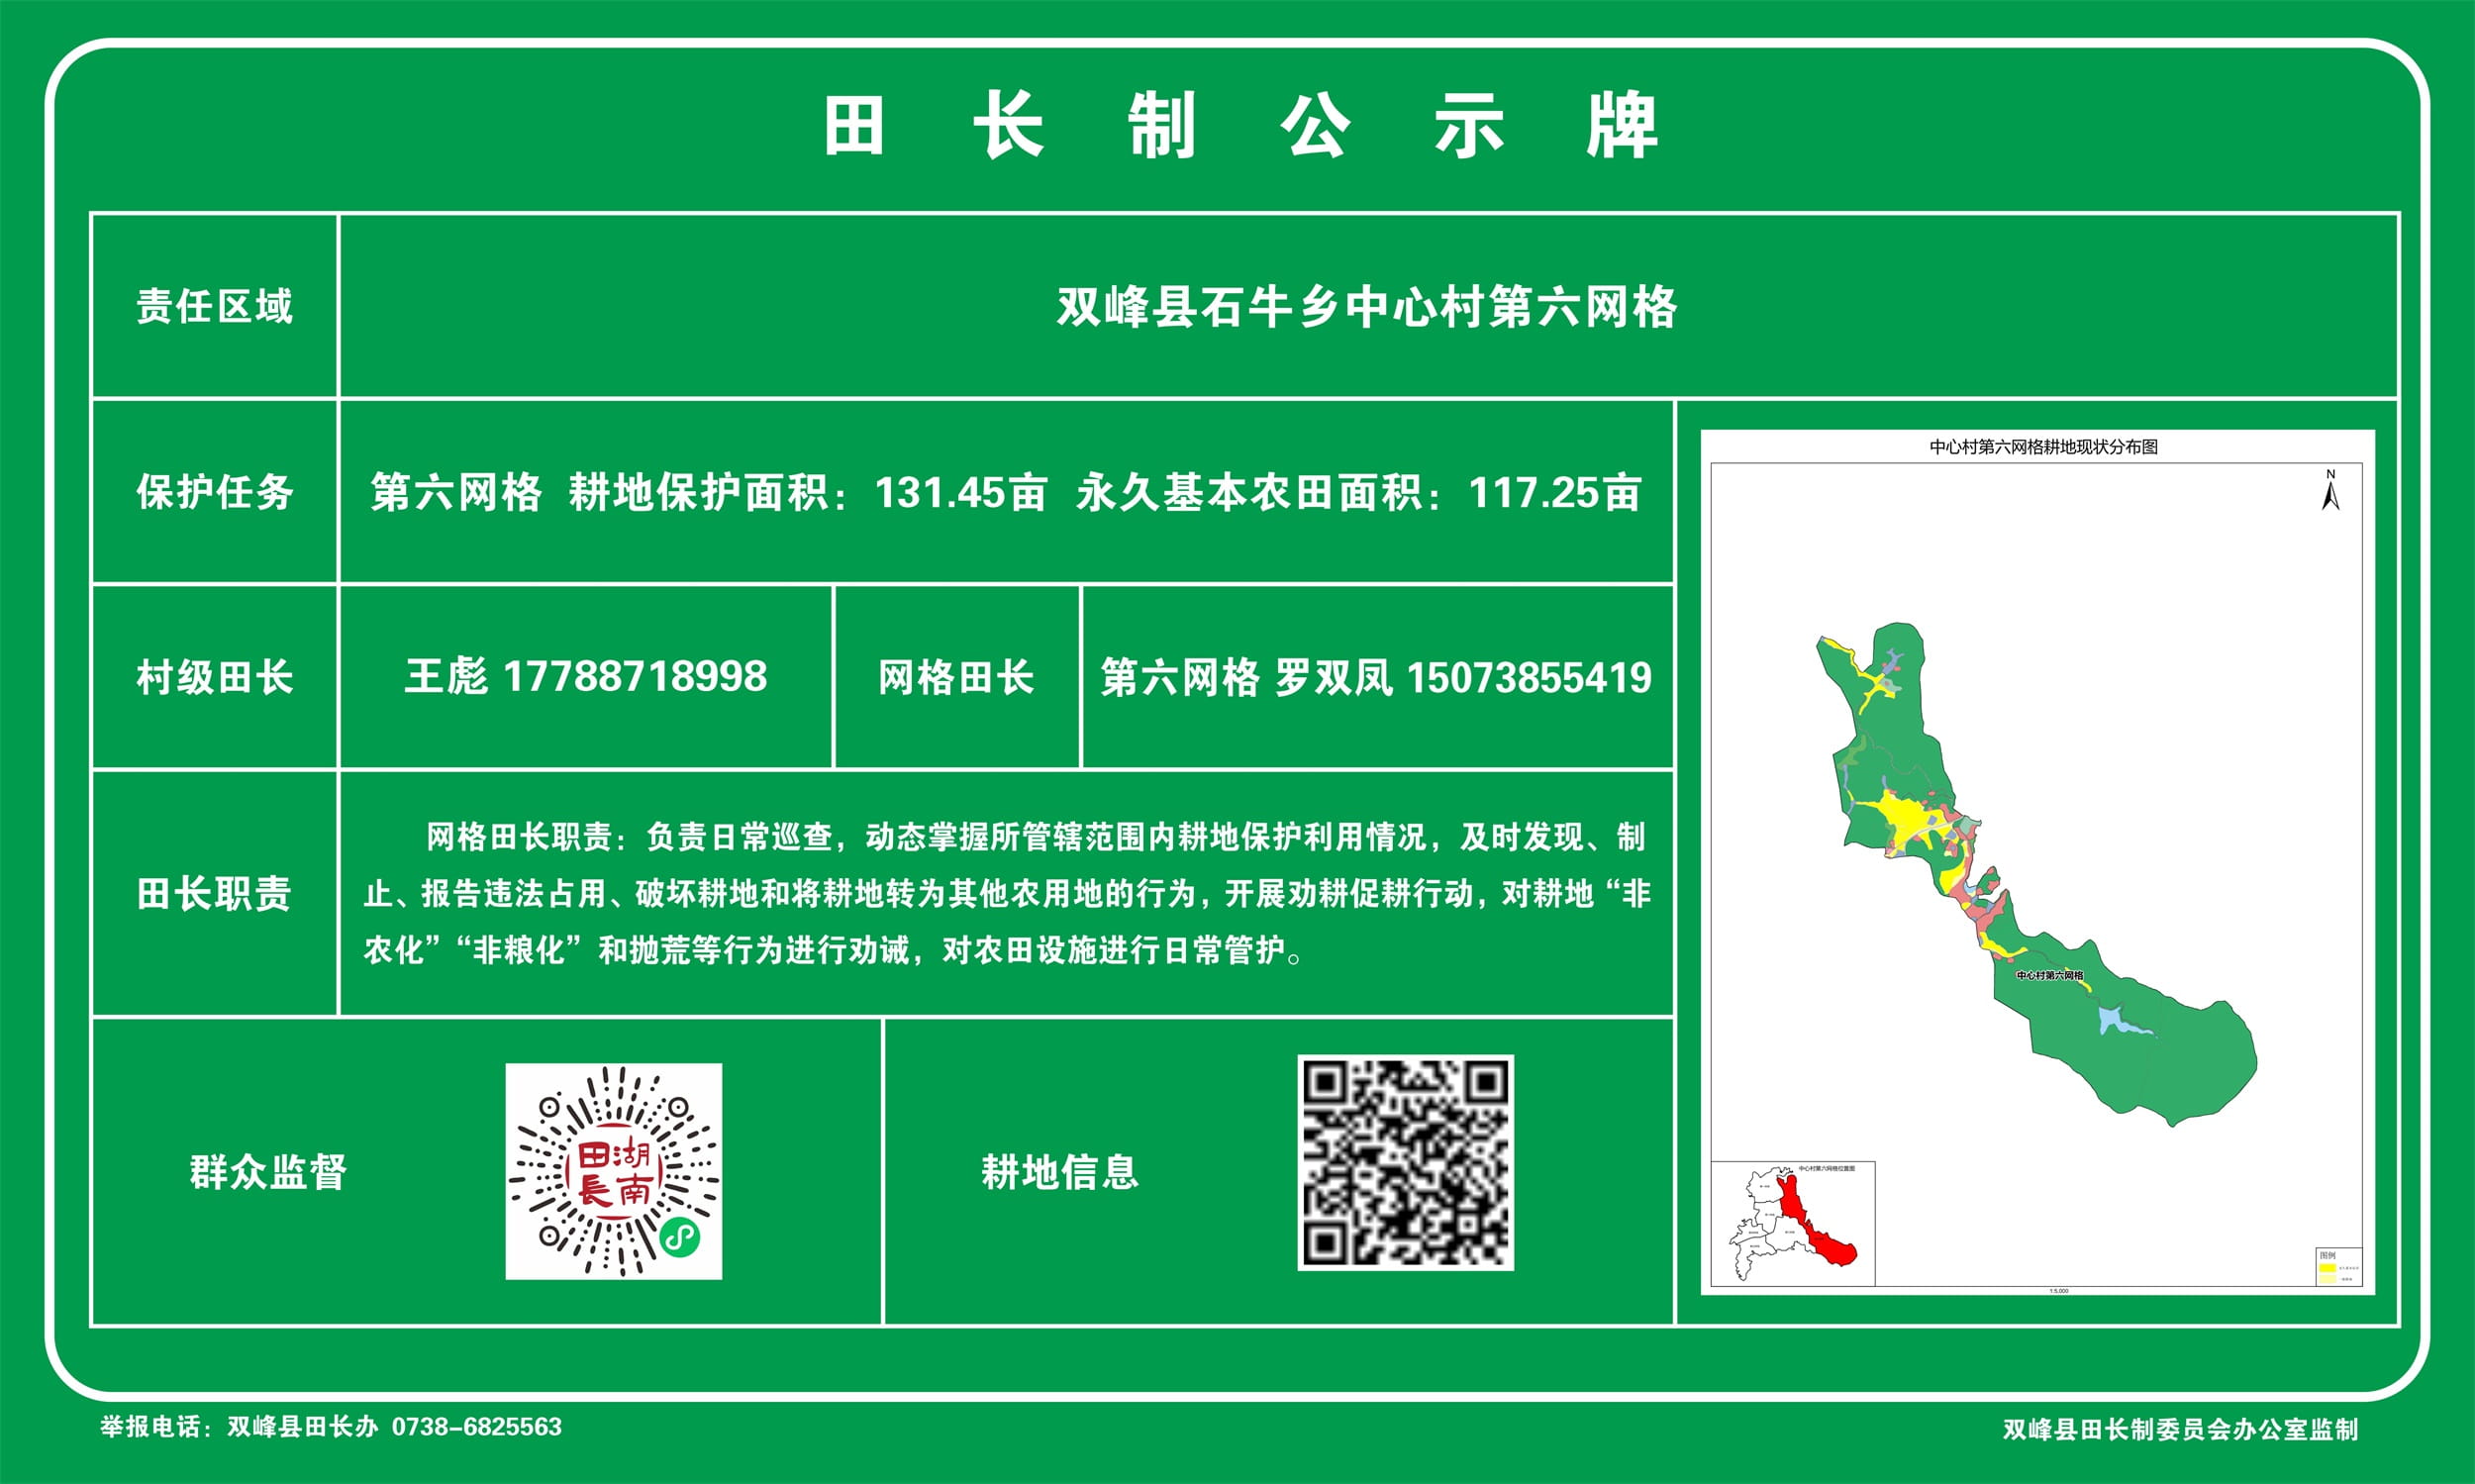 田长制公示牌
责任区域
双峰县石牛乡中心村第六网格
保护任务
第六网格 耕地保护面积：131.45亩 永久基本农田面积：117.25亩
村级田长
王彪 17788718998
网格田长
第六网格 罗双凤 15073855419
田长职责
网格田长职责：负责日常巡查，动态掌握所管辖范围内耕地保护利用情况，及时发现、制
止、报告违法占用、破坏耕地和将耕地转为其他农用地的行为，开展劝耕促耕行动，对耕地“非
农化”“非粮化”和抛荒等行为进行劝诫，对农田设施进行日常管护。
群众监督
湖南
田長
耕地信息
中心村第六网格耕地现状分布图
N
中心村第六网格
中心村第六网格位置图
图例
1:5,000
举报电话：双峰县田长办 0738-6825563
双峰县田长制委员会办公室监制